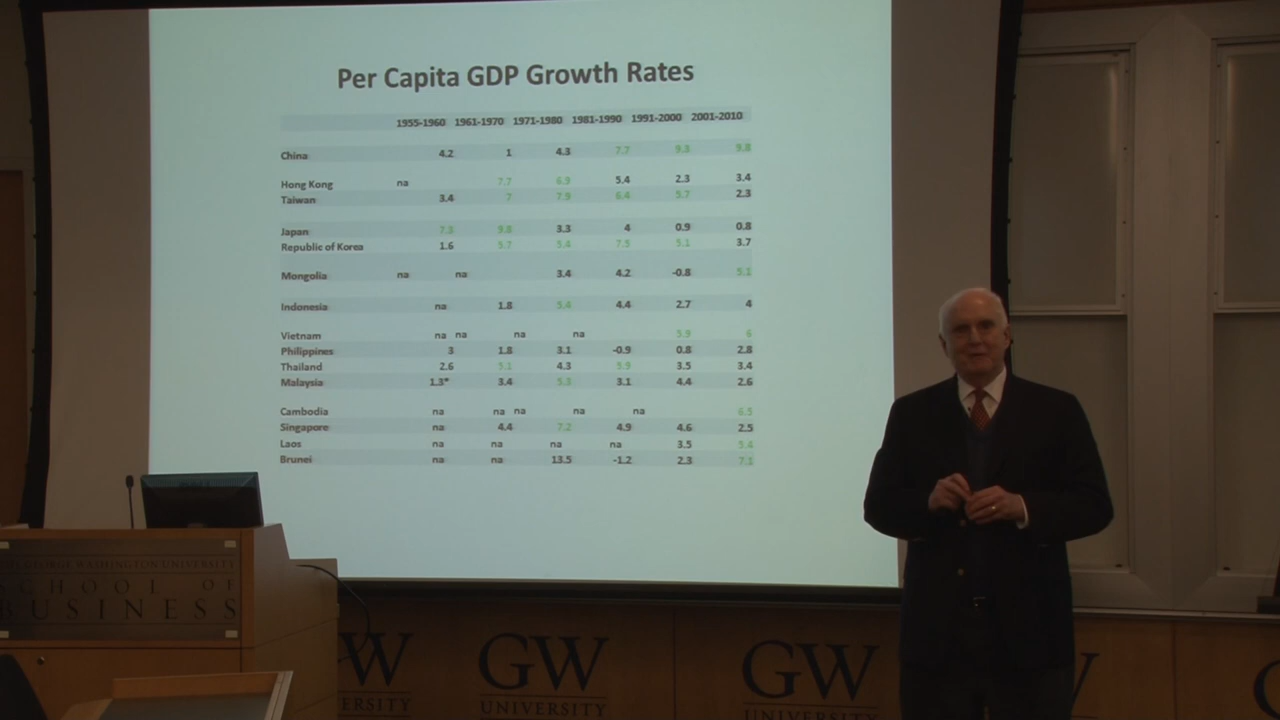 Per Capita GDP Growth Rates
1955-1960 1961-1970 1971-1980 1981-1990 1991-2000 2001-2010
China 4.2 1 4.3 7.7 9.3 9.8
Hong Kong na 7.7 6.9 5.4 2.3 3.4
Taiwan 3.4 7 7.9 6.4 5.7 2.3
Japan 7.3 9.8 3.3 4 0.9 0.8
Republic of Korea 1.6 5.7 5.4 7.5 5.1 3.7
Mongolia na na 3.4 4.2 -0.8 5.1
Indonesia na 1.8 5.4 4.4 2.7 4
Vietnam na na na na 5.9 6
Philippines 3 1.8 3.1 -0.9 0.8 2.8
Thailand 2.6 5.1 4.3 5.9 3.5 3.4
Malaysia 1.3* 3.4 5.3 3.1 4.4 2.6
Cambodia na na na na na 6.5
Singapore na 4.4 7.2 4.9 4.6 2.5
Laos na na na na 3.5 5.4
Brunei na na 13.5 -1.2 2.3 7.1
GEORGE WASHINGTON UNIVERSITY
SCHOOL OF
BUSINESS
GW GW GW
ERSITY UNIVERSITY UNIVERSITY